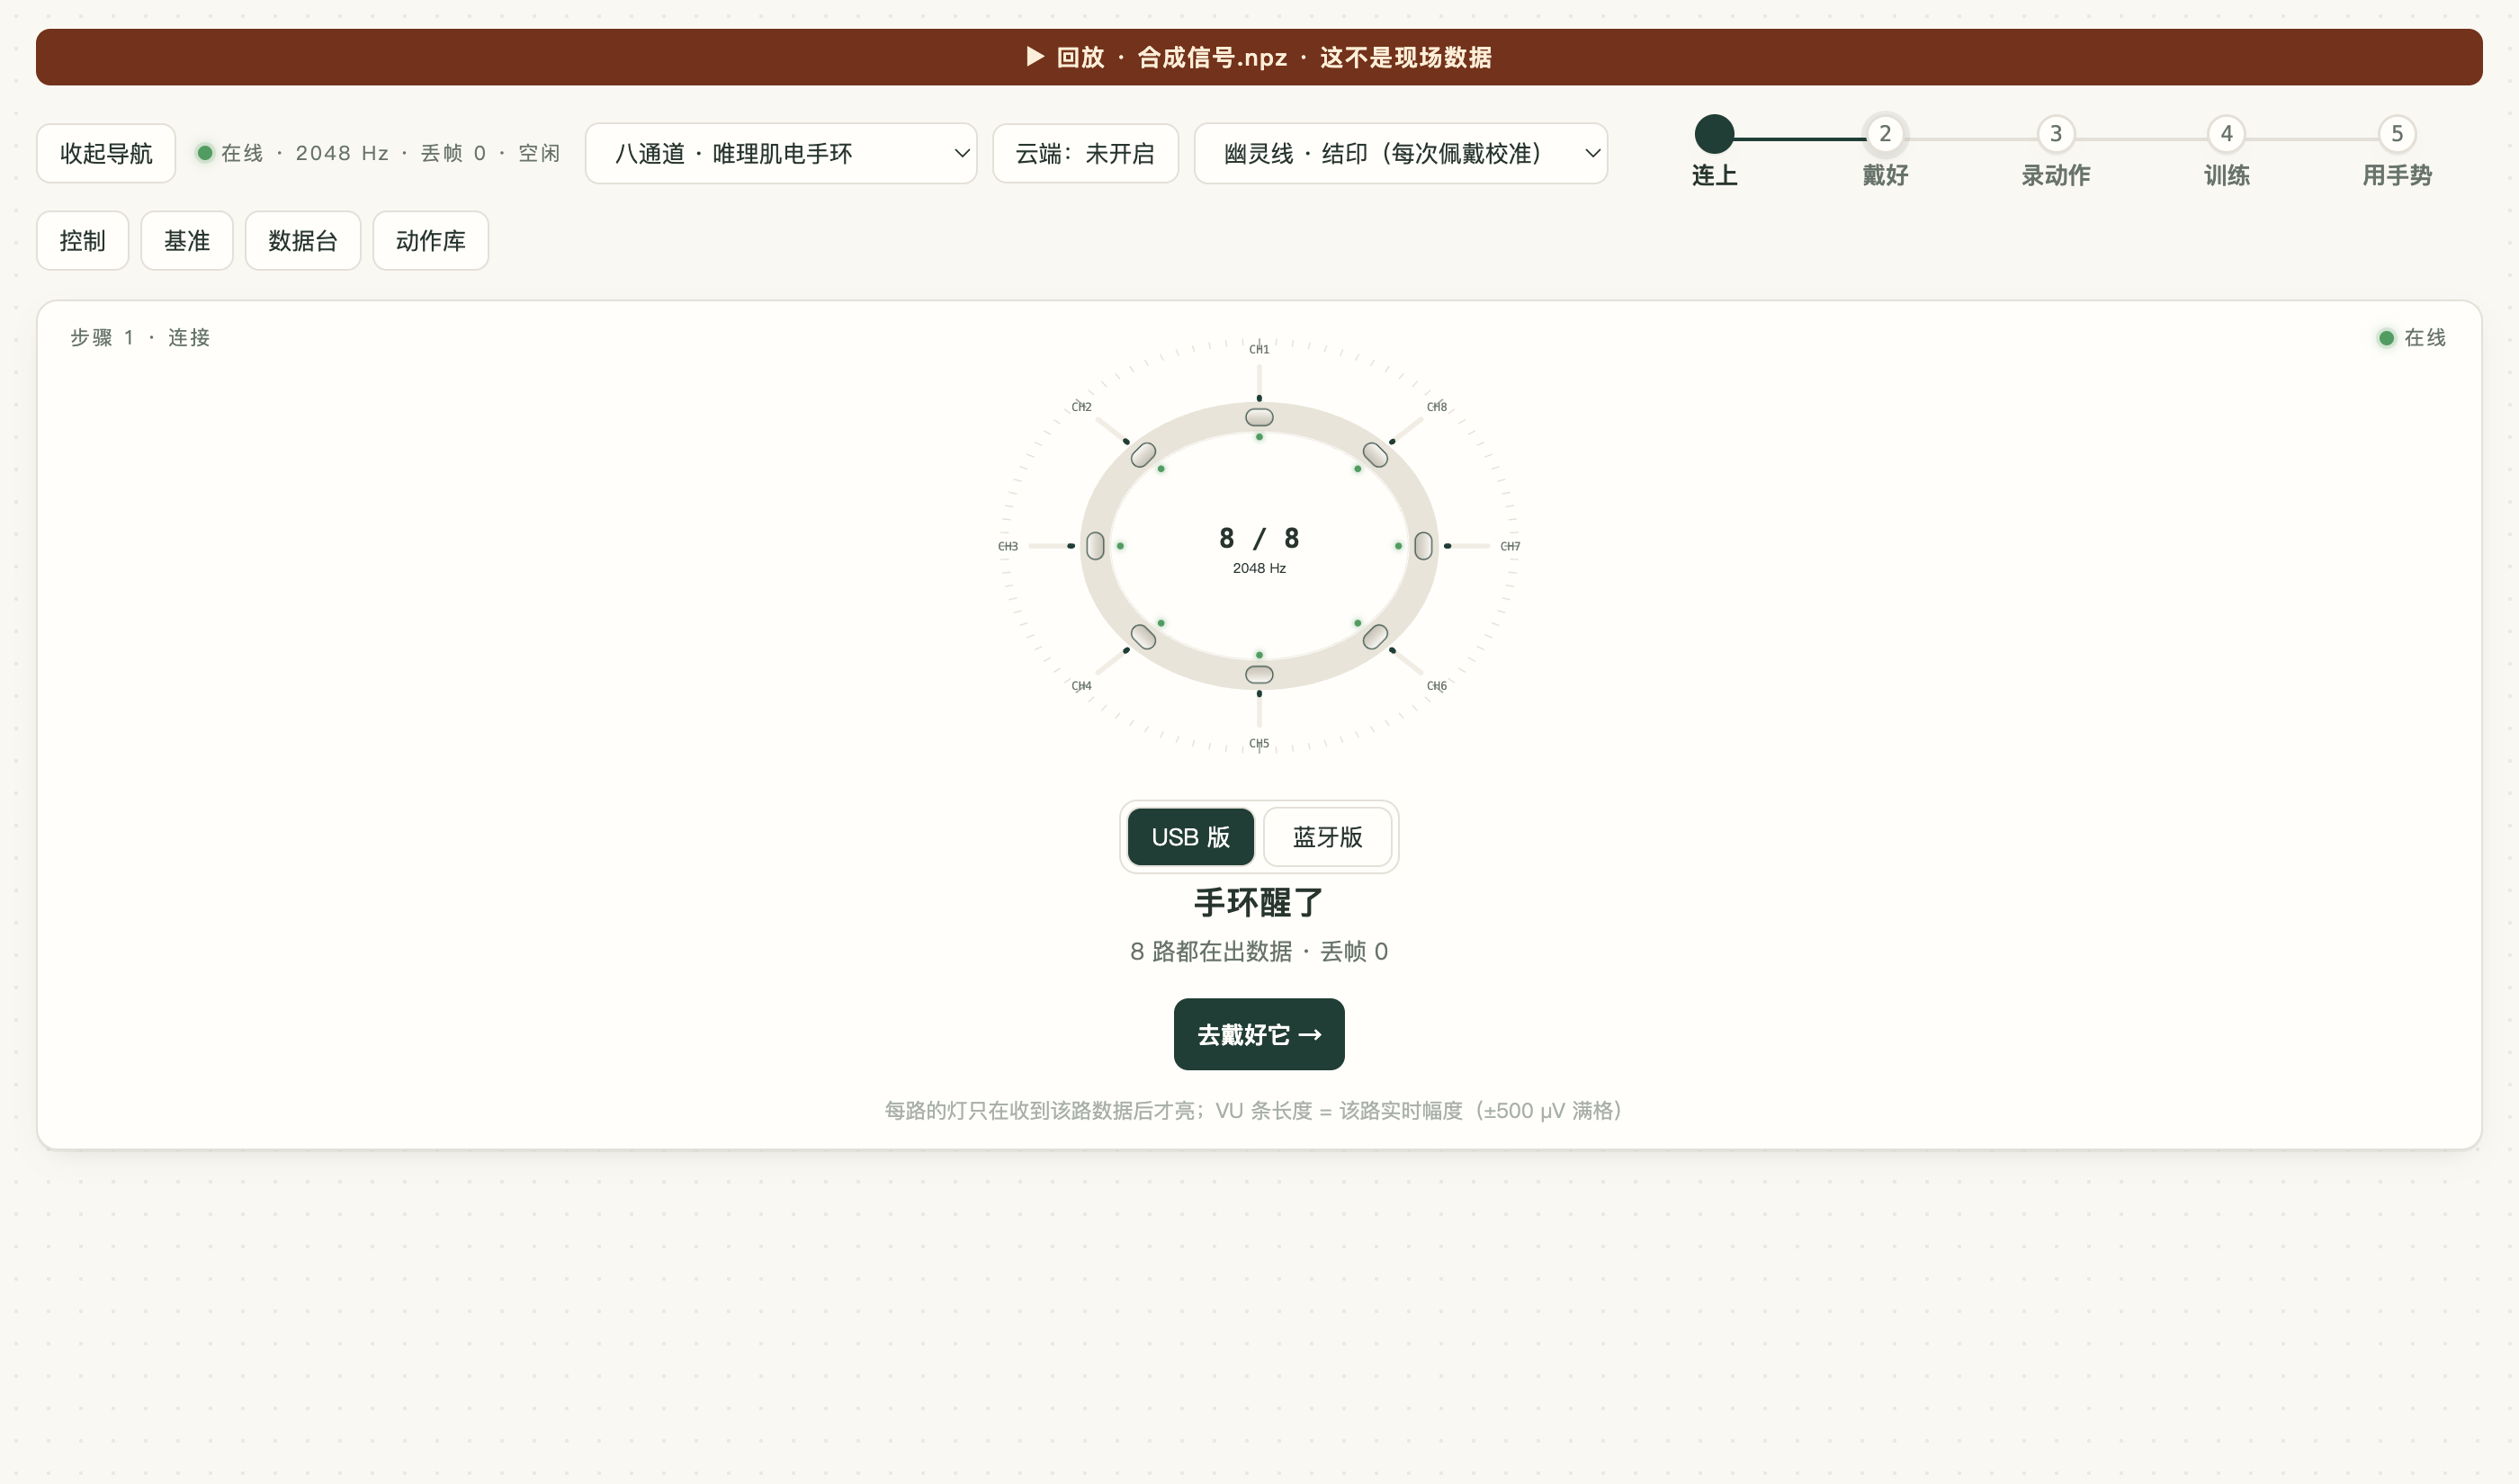 ▶ 回放 · 合成信号.npz · 这不是现场数据
收起导航
在线 · 2048 Hz · 丢帧 0 · 空闲
八通道 · 唯理肌电手环
云端：未开启
幽灵线 · 结印（每次佩戴校准）
2
3
4
5
连上
戴好
录动作
训练
用手势
控制
基准
数据台
动作库
步骤 1 · 连接
在线
CH1
CH2
CH8
CH3
8 / 8
2048 Hz
CH7
CH4
CH6
CH5
USB 版
蓝牙版
手环醒了
8 路都在出数据 · 丢帧 0
去戴好它 →
每路的灯只在收到该路数据后才亮；VU 条长度 = 该路实时幅度（±500 µV 满格）